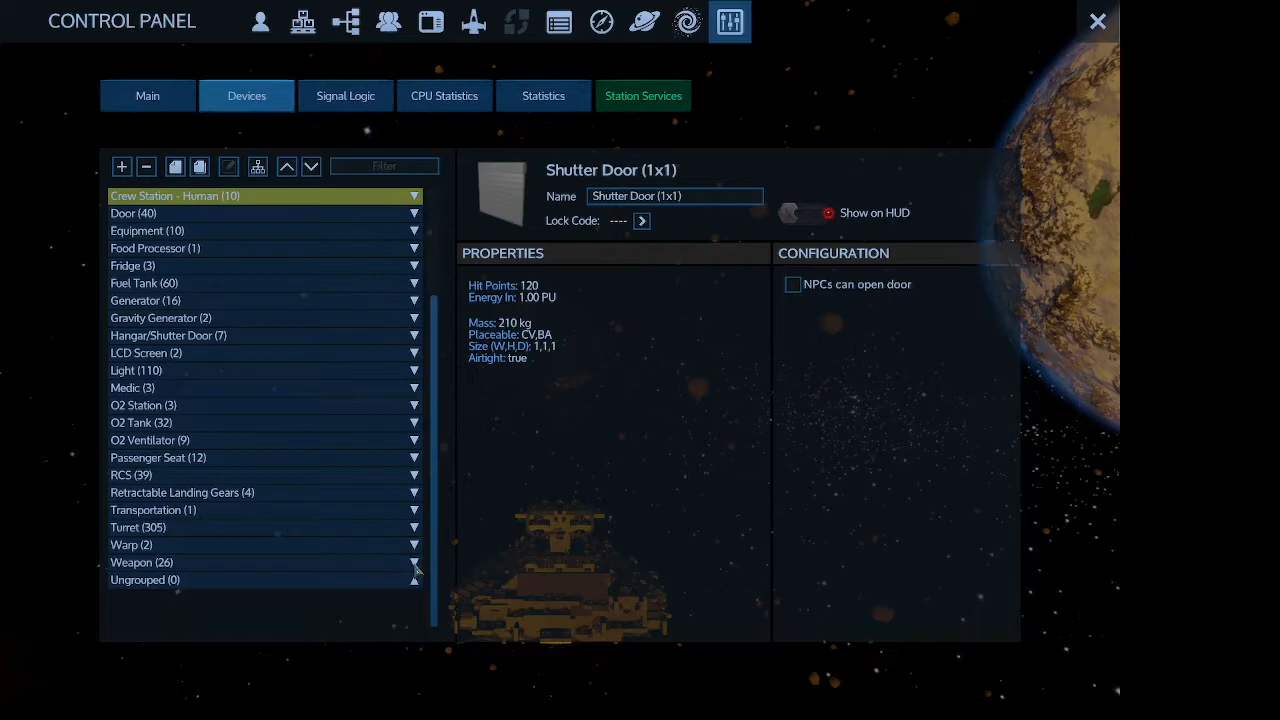 CONTROL PANEL
Main
Devices
Signal Logic
CPU Statistics
Statistics
Station Services
Filter
Crew Station - Human (10)
Door (40)
Equipment (10)
Food Processor (1)
Fridge (3)
Fuel Tank (60)
Generator (16)
Gravity Generator (2)
Hangar/Shutter Door (7)
LCD Screen (2)
Light (110)
Medic (3)
O2 Station (3)
O2 Tank (32)
O2 Ventilator (9)
Passenger Seat (12)
RCS (39)
Retractable Landing Gears (4)
Transportation (1)
Turret (305)
Warp (2)
Weapon (26)
Ungrouped (0)
Shutter Door (1x1)
Name Shutter Door (1x1)
Lock Code: ----
Show on HUD
PROPERTIES
Hit Points: 120
Energy In: 1.00 PU
Mass: 210 kg
Placeable: CV,BA
Size (W,H,D): 1,1,1
Airtight: true
CONFIGURATION
NPCs can open door